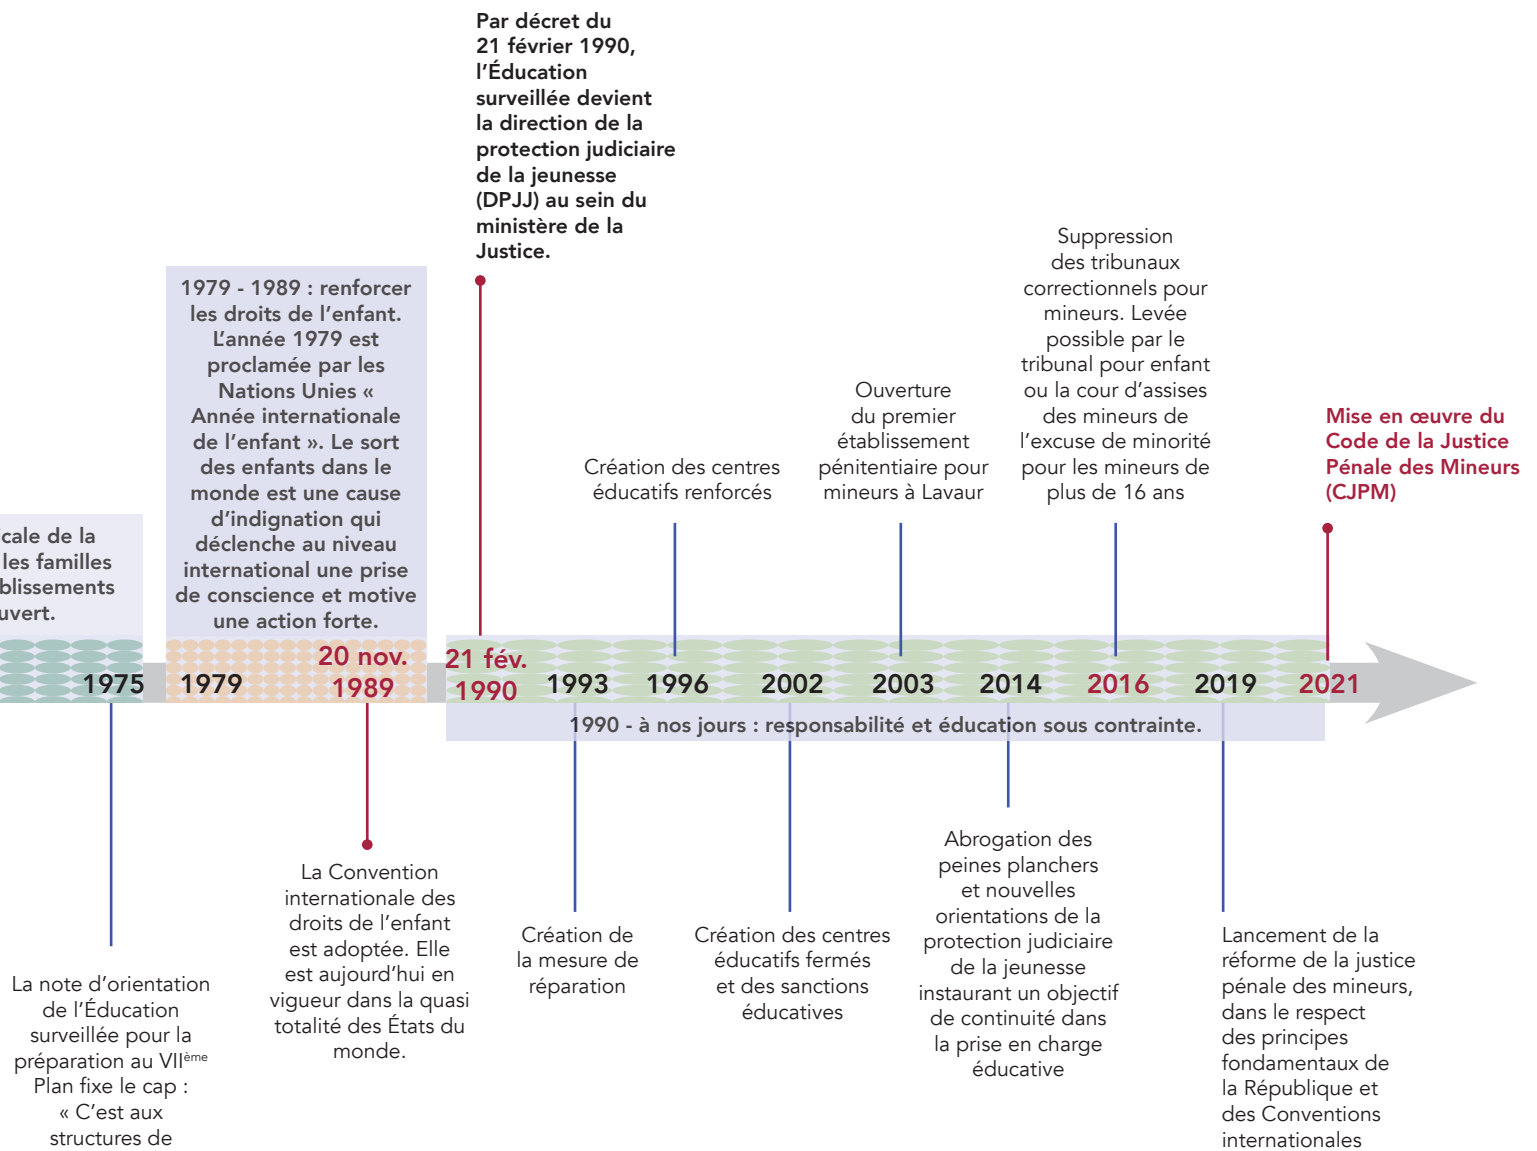 Par décret du
21 février 1990,
l’Éducation
surveillée devient
la direction de la
protection judiciaire
de la jeunesse
(DPJJ) au sein du
ministère de la
Justice.
Suppression
des tribunaux
correctionnels pour
mineurs. Levée
possible par le
tribunal pour enfant
ou la cour d’assises
des mineurs de
l’excuse de minorité
pour les mineurs de
plus de 16 ans
1979 - 1989 : renforcer
les droits de l’enfant.
L’année 1979 est
proclamée par les
Nations Unies «
Année internationale
de l’enfant ». Le sort
des enfants dans le
monde est une cause
d’indignation qui
déclenche au niveau
international une prise
de conscience et motive
une action forte.
Ouverture
du premier
établissement
pénitentiaire pour
mineurs à Lavaur
Mise en œuvre du
Code de la Justice
Pénale des Mineurs
(CJPM)
Création des centres
éducatifs renforcés
cale de la
les familles
blissements
uvert.
1975
1979
20 nov.
1989
21 fév.
1990
1993
1996
2002
2003
2014
2016
2019
2021
1990 - à nos jours : responsabilité et éducation sous contrainte.
La note d’orientation
de l’Éducation
surveillée pour la
préparation au VIIème
Plan fixe le cap :
« C’est aux
structures de
La Convention
internationale des
droits de l’enfant
est adoptée. Elle
est aujourd’hui en
vigueur dans la quasi
totalité des États du
monde.
Création de
la mesure de
réparation
Création des centres
éducatifs fermés
et des sanctions
éducatives
Abrogation des
peines planchers
et nouvelles
orientations de la
protection judiciaire
de la jeunesse
instaurant un objectif
de continuité dans
la prise en charge
éducative
Lancement de la
réforme de la justice
pénale des mineurs,
dans le respect
des principes
fondamentaux de
la République et
des Conventions
internationales